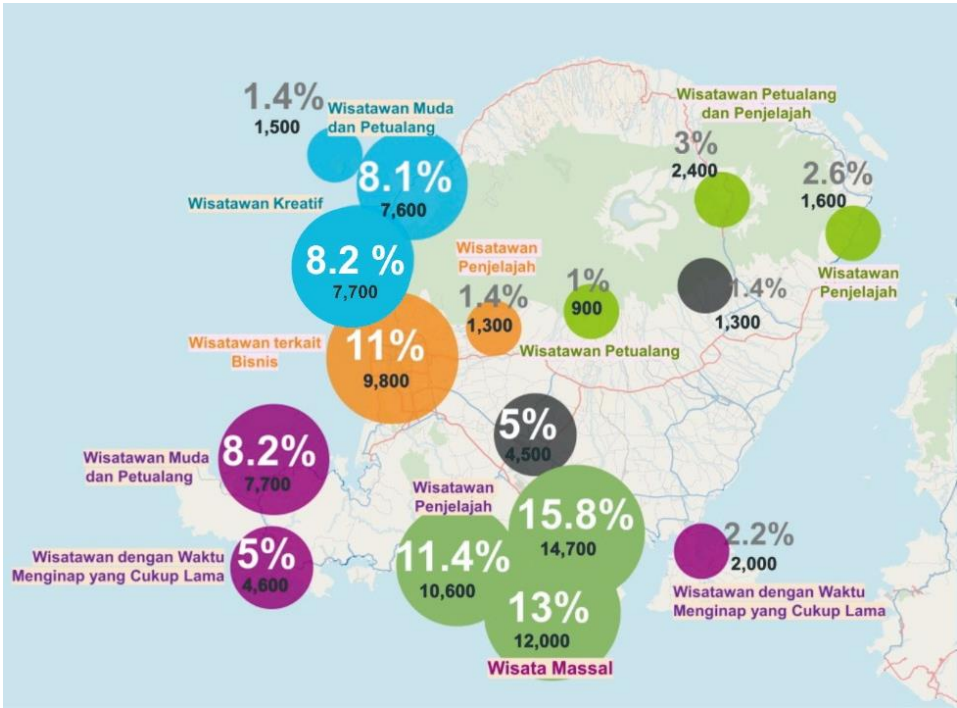 1.4%
1,500
Wisatawan Muda
dan Petualang
8.1%
7,600
Wisatawan Kreatif
8.2 %
7,700
Wisatawan Petualang
dan Penjelajah
3%
2,400
2.6%
1,600
Wisatawan
Penjelajah
Wisatawan
Penjelajah
1.4%
1,300
1%
900
Wisatawan Petualang
1.4%
1,300
Wisatawan terkait
Bisnis
11%
9,800
5%
4,500
Wisatawan Muda
dan Petualang
8.2%
7,700
Wisatawan
Penjelajah
15.8%
14,700
11.4%
10,600
Wisatawan dengan Waktu
Menginap yang Cukup Lama
5%
4,600
2.2%
2,000
Wisatawan dengan Waktu
Menginap yang Cukup Lama
13%
12,000
Wisata Massal